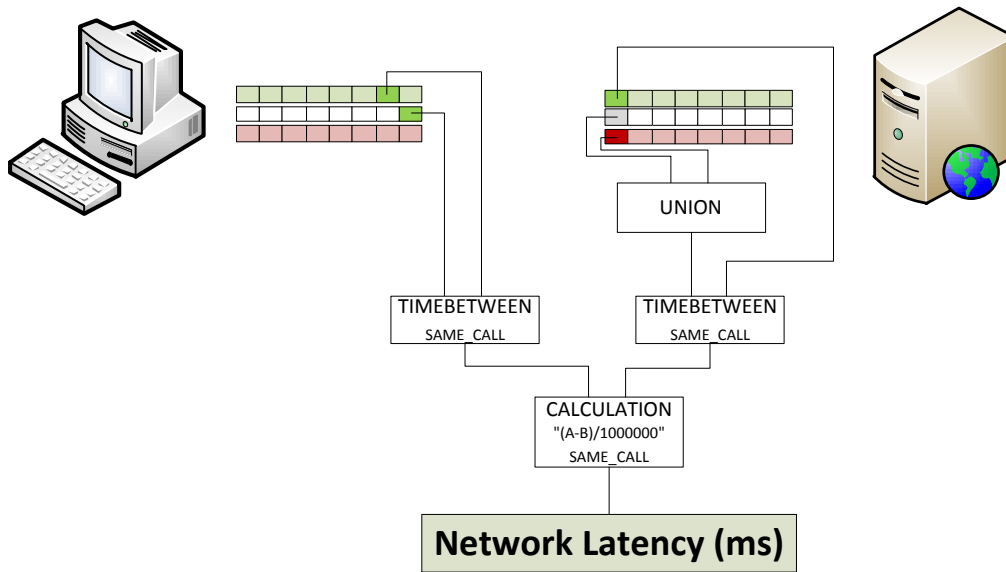 UNION
TIMEBETWEEN
SAME_CALL
TIMEBETWEEN
SAME_CALL
CALCULATION
"(A-B)/1000000"
SAME_CALL
Network Latency (ms)